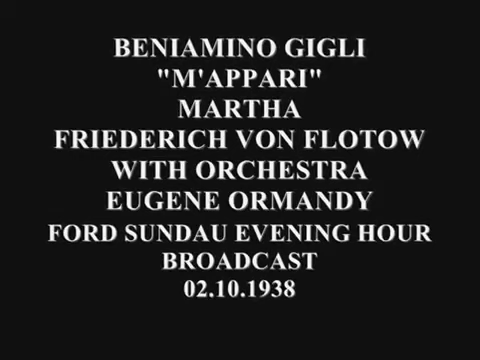 BENIAMINO GIGLI
"M'APPARI"
MARTHA
FRIEDERICH VON FLOTOW
WITH ORCHESTRA
EUGENE ORMANDY
FORD SUNDAU EVENING HOUR
BROADCAST
02.10.1938